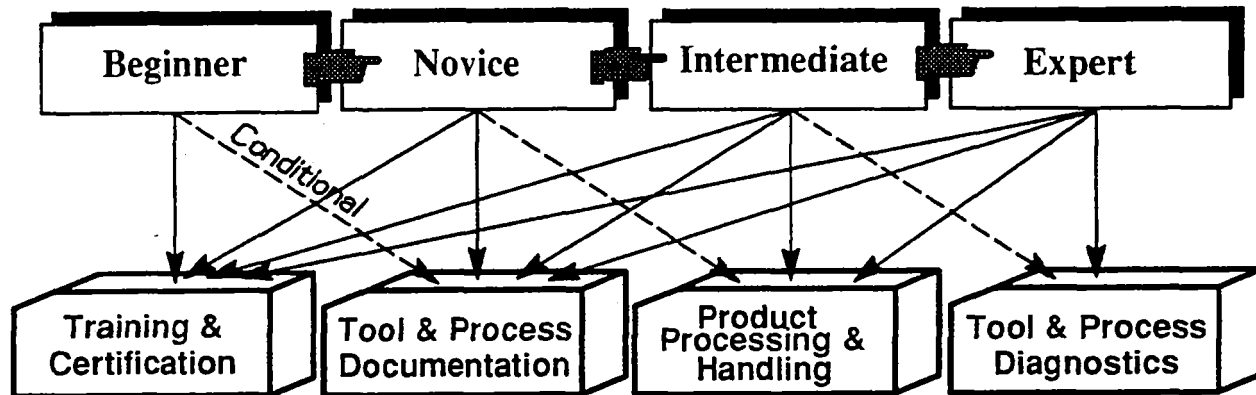 Beginner
Novice
Intermediate
Expert
Conditional
Training &
Certification
Tool & Process
Documentation
Product
Processing &
Handling
Tool & Process
Diagnostics